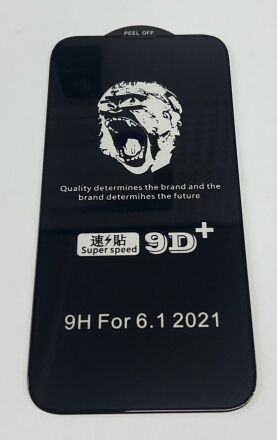 PEEL OFF
Quality determines the brand and the
brand determihes the future
速⚡貼
Super speed
9D+
9H For 6.1 2021